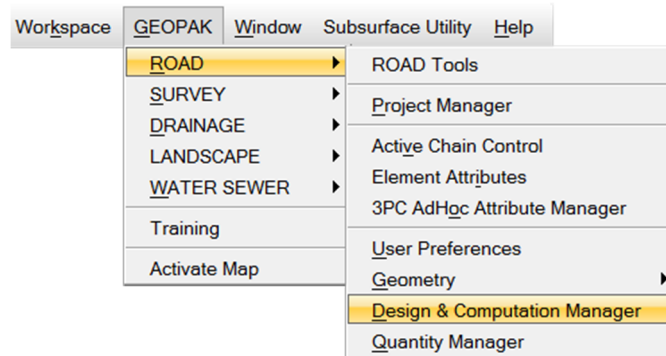 Workspace GEOPAK Window Subsurface Utility Help
ROAD
SURVEY
DRAINAGE
LANDSCAPE
WATER SEWER
Training
Activate Map
ROAD Tools
Project Manager
Active Chain Control
Element Attributes
3PC AdHoc Attribute Manager
User Preferences
Geometry
Design & Computation Manager
Quantity Manager